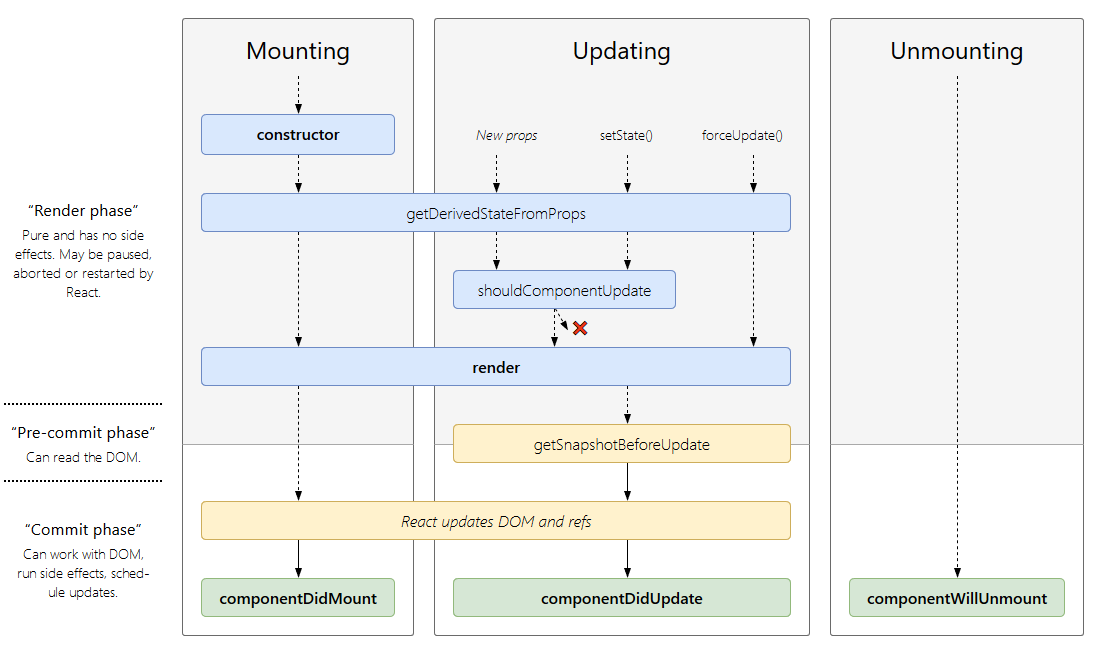 Mounting
Updating
Unmounting
constructor
New props
setState()
forceUpdate()
“Render phase”
Pure and has no side
effects. May be paused,
aborted or restarted by
React.
getDerivedStateFromProps
shouldComponentUpdate
render
“Pre-commit phase”
Can read the DOM.
getSnapshotBeforeUpdate
“Commit phase”
Can work with DOM,
run side effects, sched-
ule updates.
React updates DOM and refs
componentDidMount
componentDidUpdate
componentWillUnmount